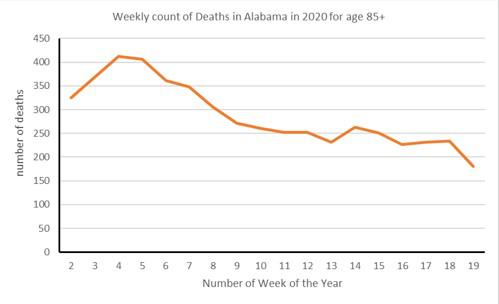 Weekly count of Deaths in Alabama in 2020 for age 85+
450
400
350
300
250
200
150
100
50
0
number of deaths
2 3 4 5 6 7 8 9 10 11 12 13 14 15 16 17 18 19
Number of Week of the Year